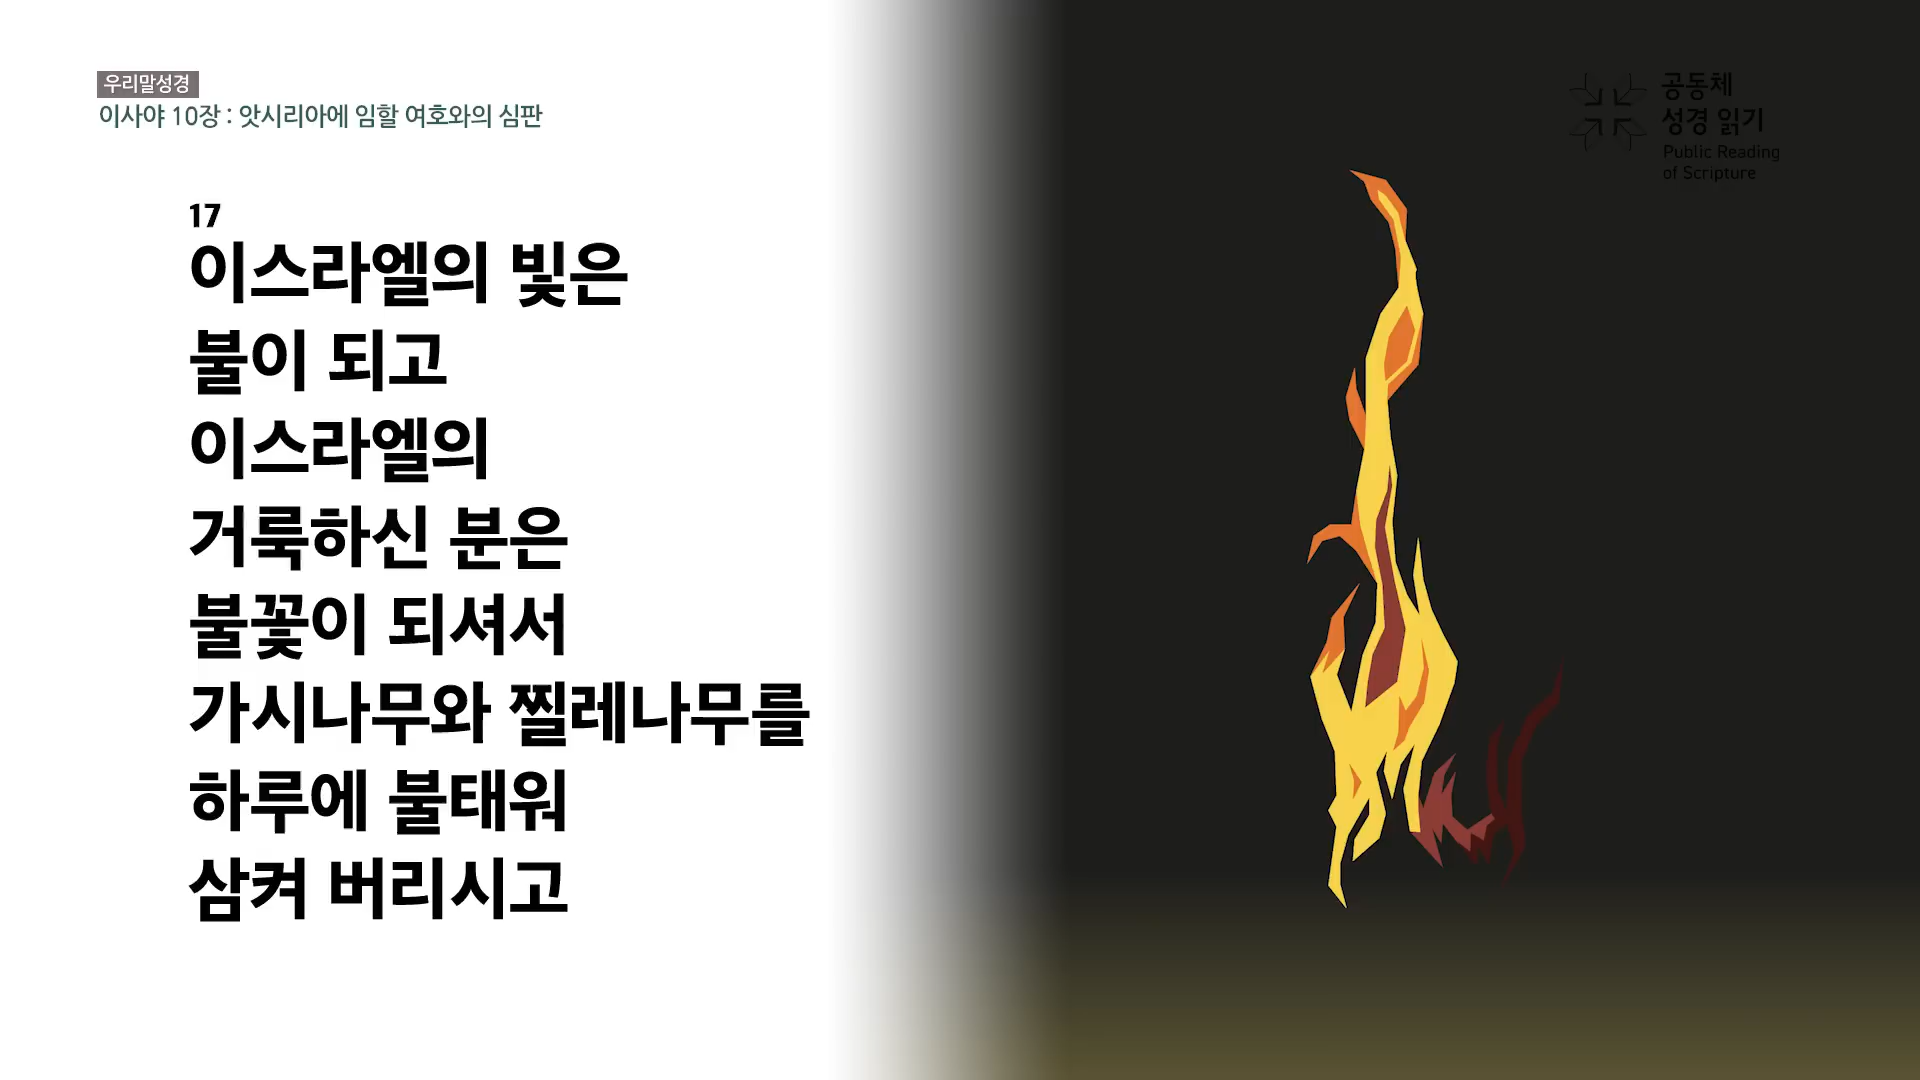 우리말성경
이사야 10장 : 앗시리아에 임할 여호와의 심판
공동체
성경 읽기
Public Reading
of Scripture
17
이스라엘의 빛은
불이 되고
이스라엘의
거룩하신 분은
불꽃이 되셔서
가시나무와 찔레나무를
하루에 불태워
삼켜 버리시고